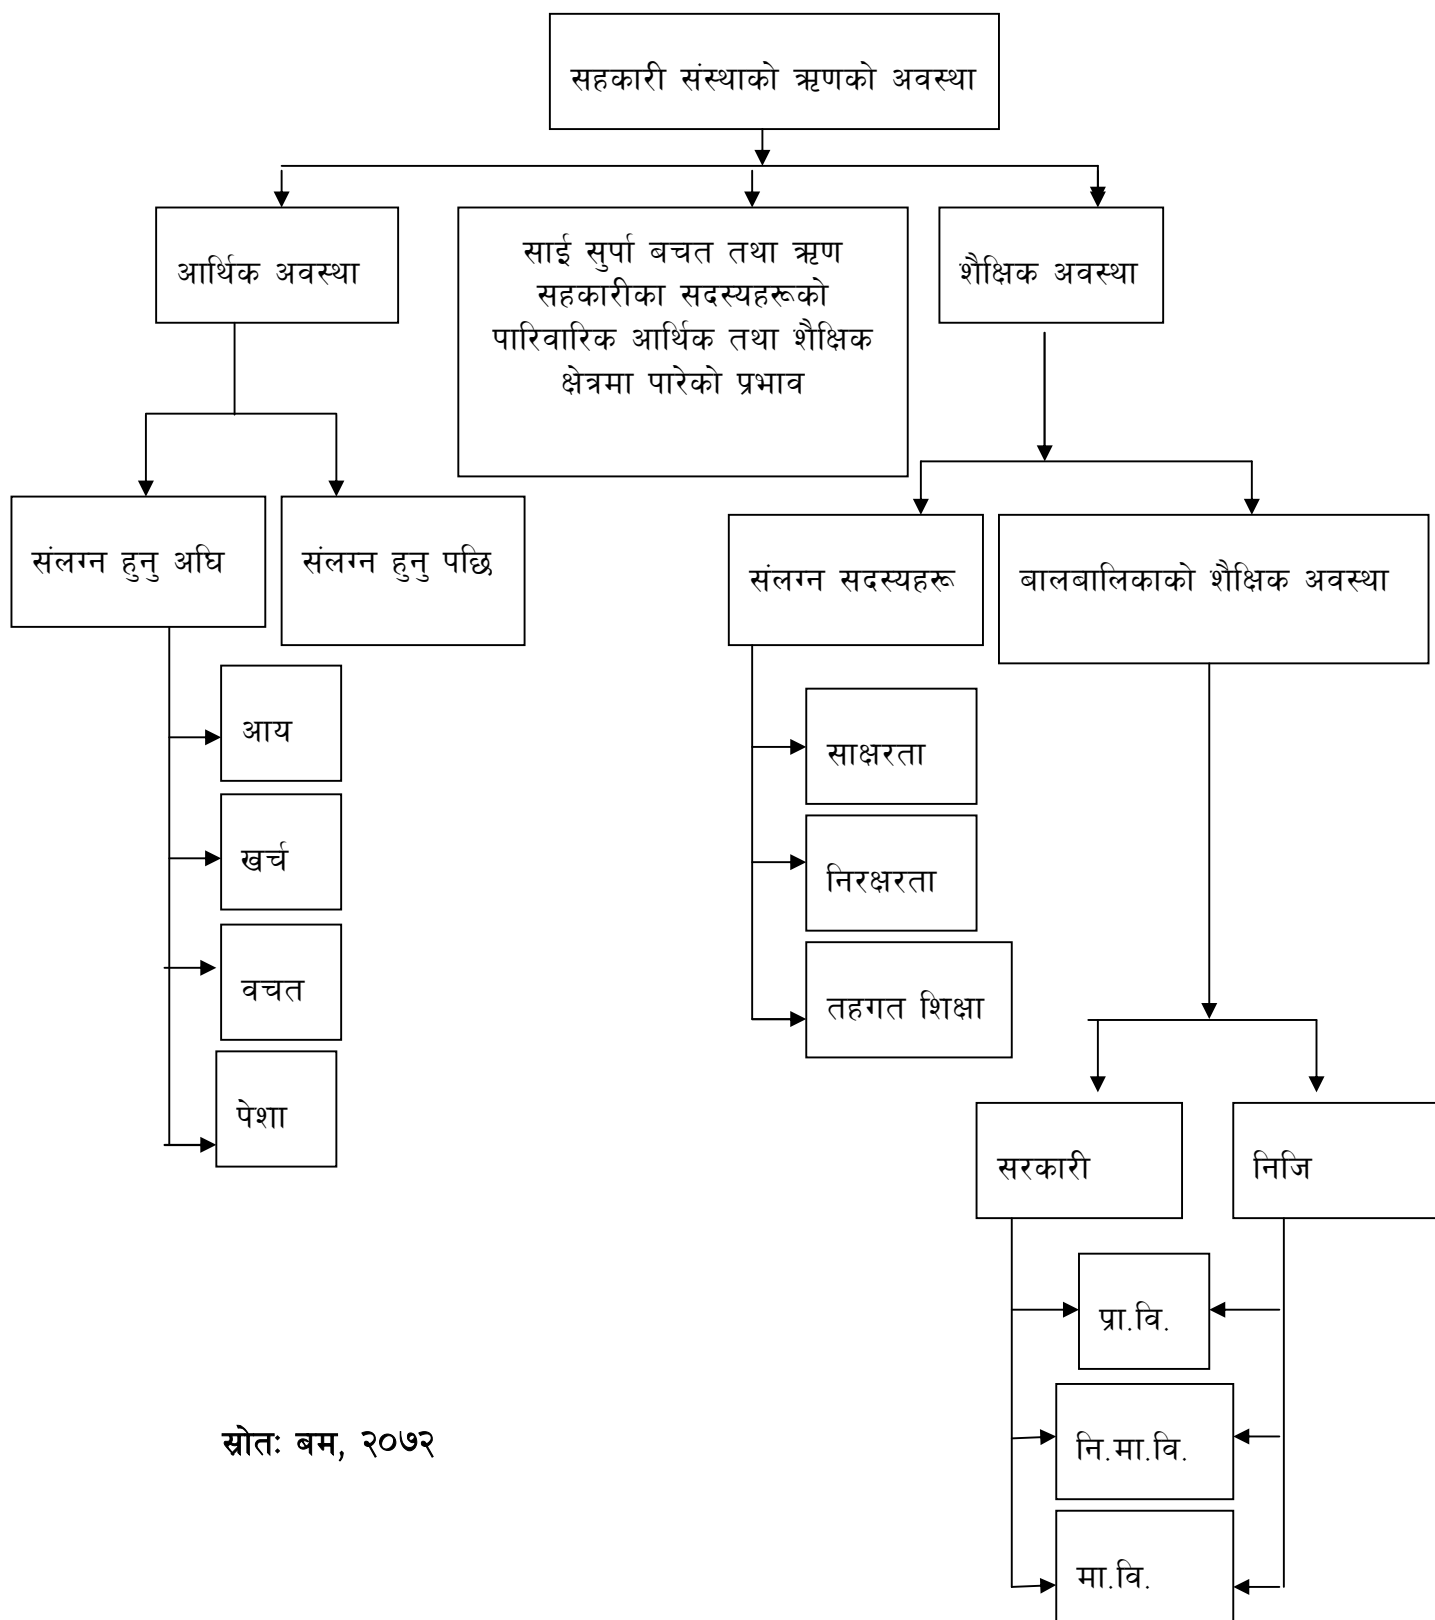 सहकारी संस्थाको ऋणको अवस्था
आर्थिक अवस्था
साई सुर्पा बचत तथा ऋण
सहकारीका सदस्यहरूको
पारिवारिक आर्थिक तथा शैक्षिक
क्षेत्रमा पारेको प्रभाव
शैक्षिक अवस्था
संलग्न हुनु अघि
संलग्न हुनु पछि
संलग्न सदस्यहरू
बालबालिकाको शैक्षिक अवस्था
आय
खर्च
वचत
पेशा
साक्षरता
निरक्षरता
तहगत शिक्षा
सरकारी
निजि
प्रा.वि.
नि.मा.वि.
मा.वि.
स्रोतः बम, २०७२